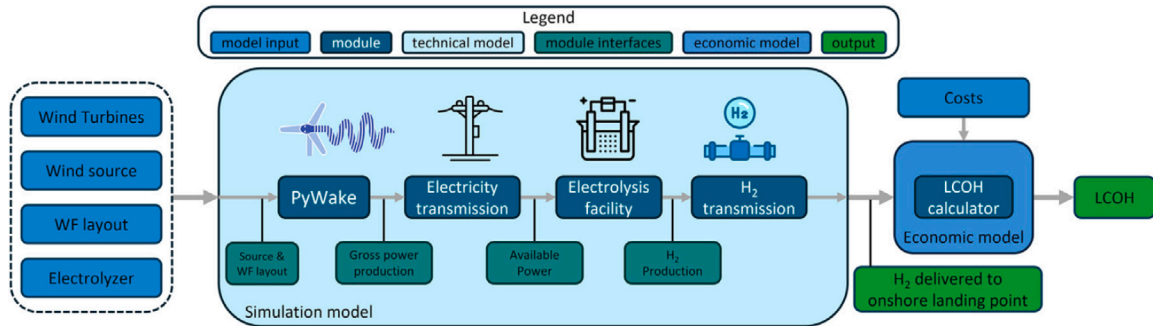 Legend
model input
module
technical model
module interfaces
economic model
output
Wind Turbines
Wind source
WF layout
Electrolyzer
H2
PyWake
Electricity
transmission
Electrolysis
facility
H₂
transmission
Source &
WF layout
Gross power
production
Available
Power
H₂
Production
Simulation model
Costs
LCOH
calculator
Economic model
LCOH
H₂ delivered to
onshore landing point